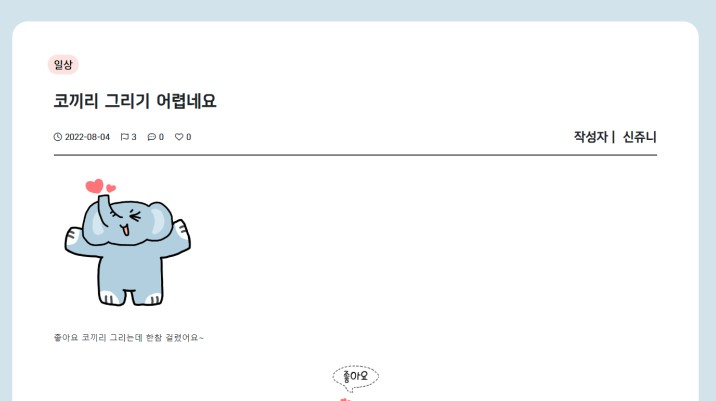 일상
코끼리 그리기 어렵네요
2022-08-04 3 0 0 작성자 | 신쥬니
좋아요 코끼리 그리는데 한참 걸렸어요~
좋아요